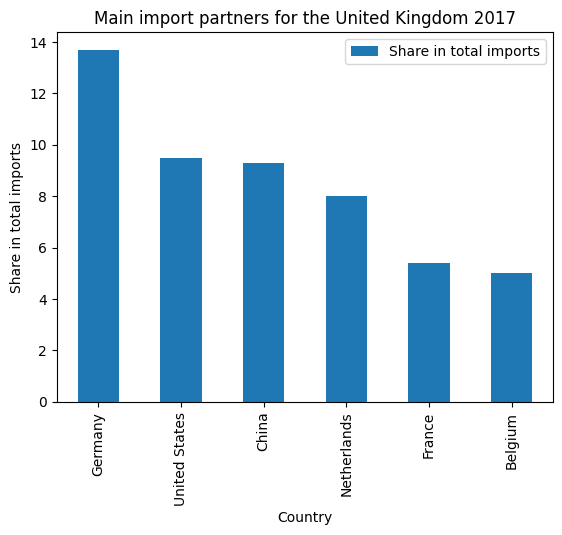 Main import partners for the United Kingdom 2017
Share in total imports
Share in total imports
14
12
10
8
6
4
2
0
Germany
United States
China
Netherlands
France
Belgium
Country